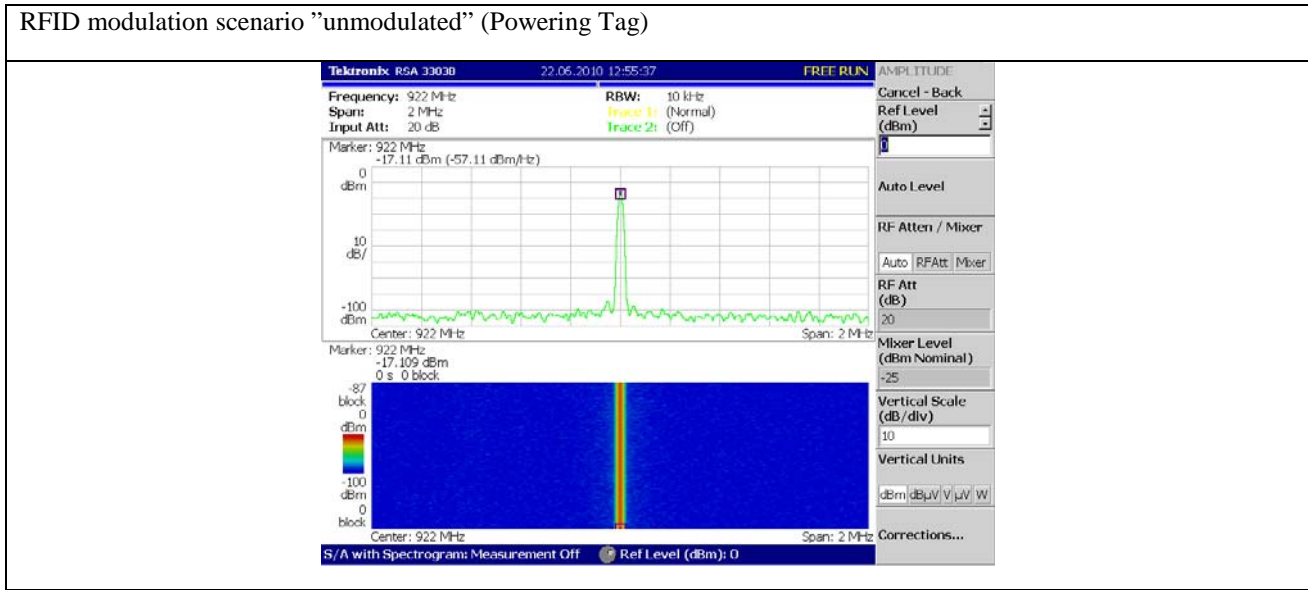 RFID modulation scenario ”unmodulated” (Powering Tag)
Tektronix RSA 3303B 22.06.2010 12:55:37 FREE RUN
Frequency: 922 MHz RBW: 10 kHz
Span: 2 MHz Trace 1: (Normal)
Input Att: 20 dB Trace 2: (Off)
Marker: 922 MHz
-17.11 dBm (-57.11 dBm/Hz)
0
dBm
10
dB/
-100
dBm
Center: 922 MHz Span: 2 MHz
Marker: 922 MHz
-17.109 dBm
0 s 0 block
-87
block
0
dBm
-100
dBm
0
block
Center: 922 MHz Span: 2 MHz
S/A with Spectrogram: Measurement Off Ref Level (dBm): 0
AMPLITUDE
Cancel - Back
Ref Level
(dBm)
0
Auto Level
RF Atten / Mixer
Auto RFAtt Mixer
RF Att
(dB)
20
Mixer Level
(dBm Nominal)
-25
Vertical Scale
(dB/div)
10
Vertical Units
dBm dBµV V µV W
Corrections...